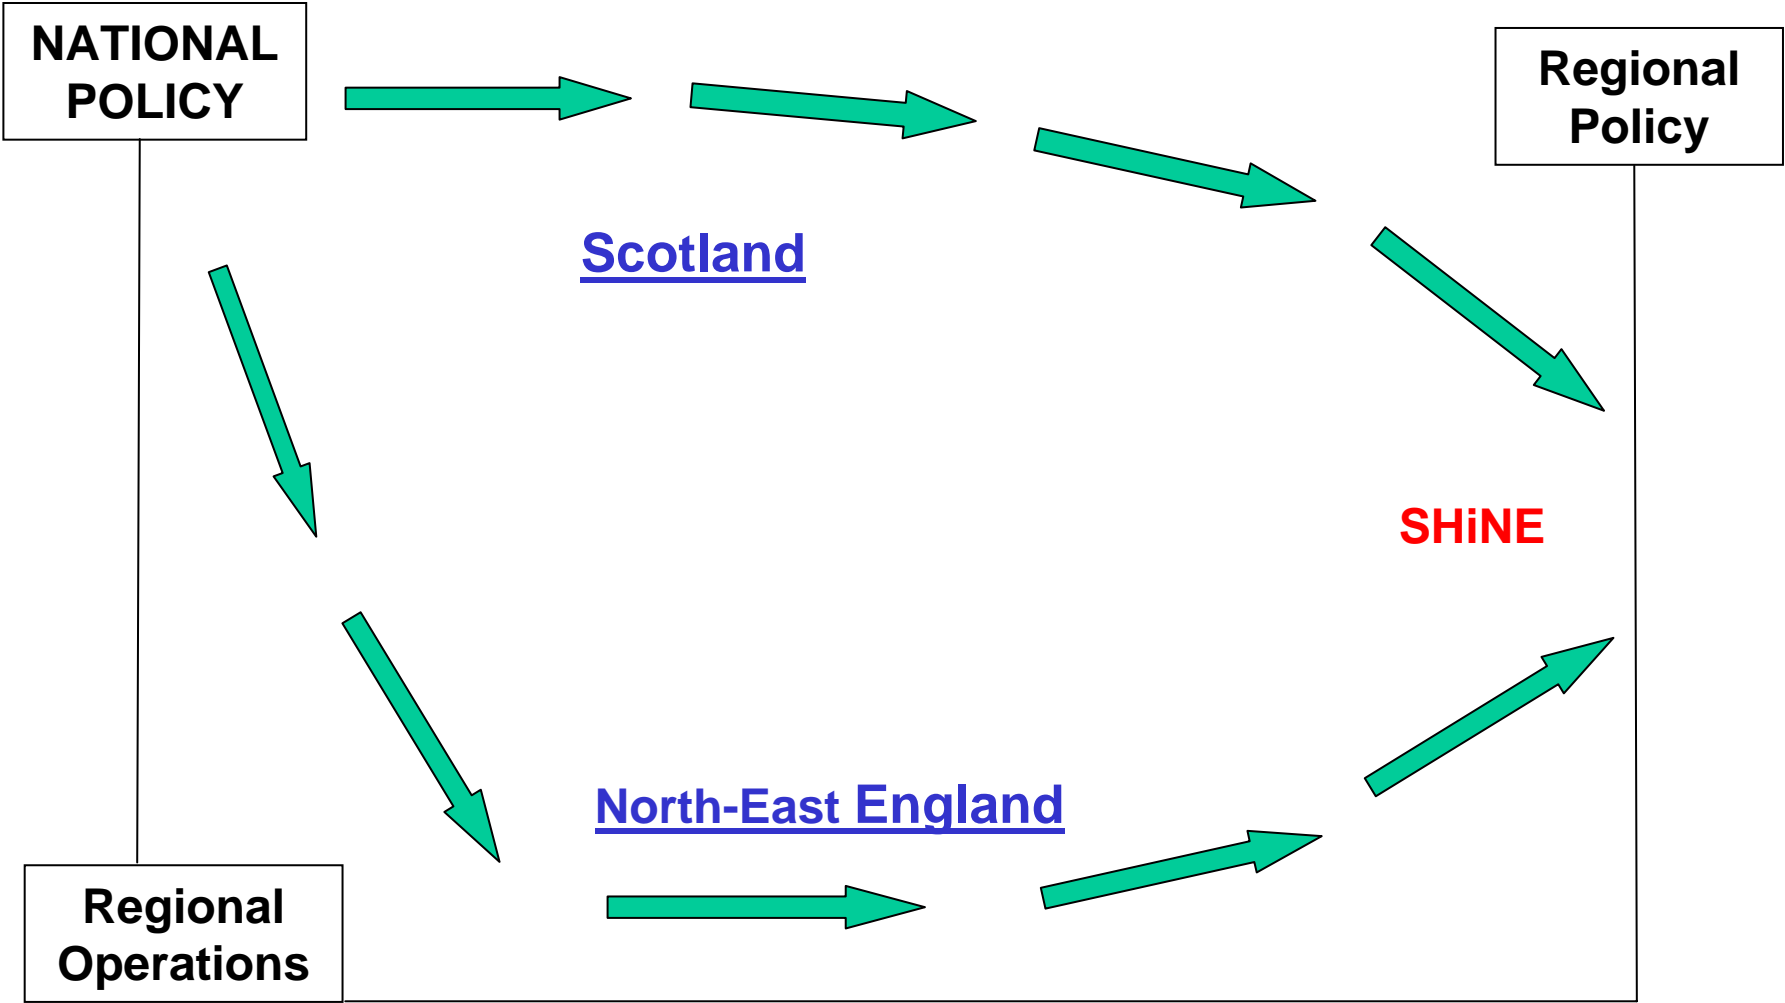 NATIONAL
POLICY
Regional
Policy
Scotland
SHiNE
North-East England
Regional
Operations